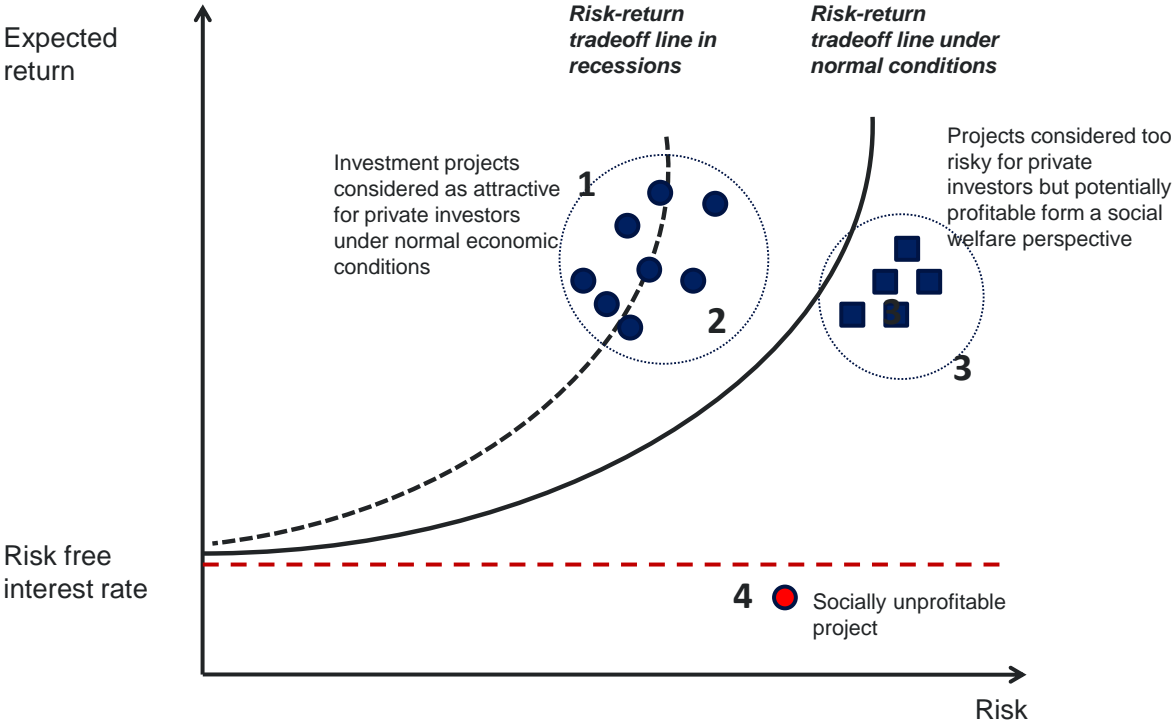 Expected
return
Risk-return
tradeoff line in
recessions
Risk-return
tradeoff line under
normal conditions
Investment projects
considered as attractive
for private investors
under normal economic
conditions
1
2
Projects considered too
risky for private
investors but potentially
profitable form a social
welfare perspective
3
3
Risk free
interest rate
4
Socially unprofitable
project
Risk